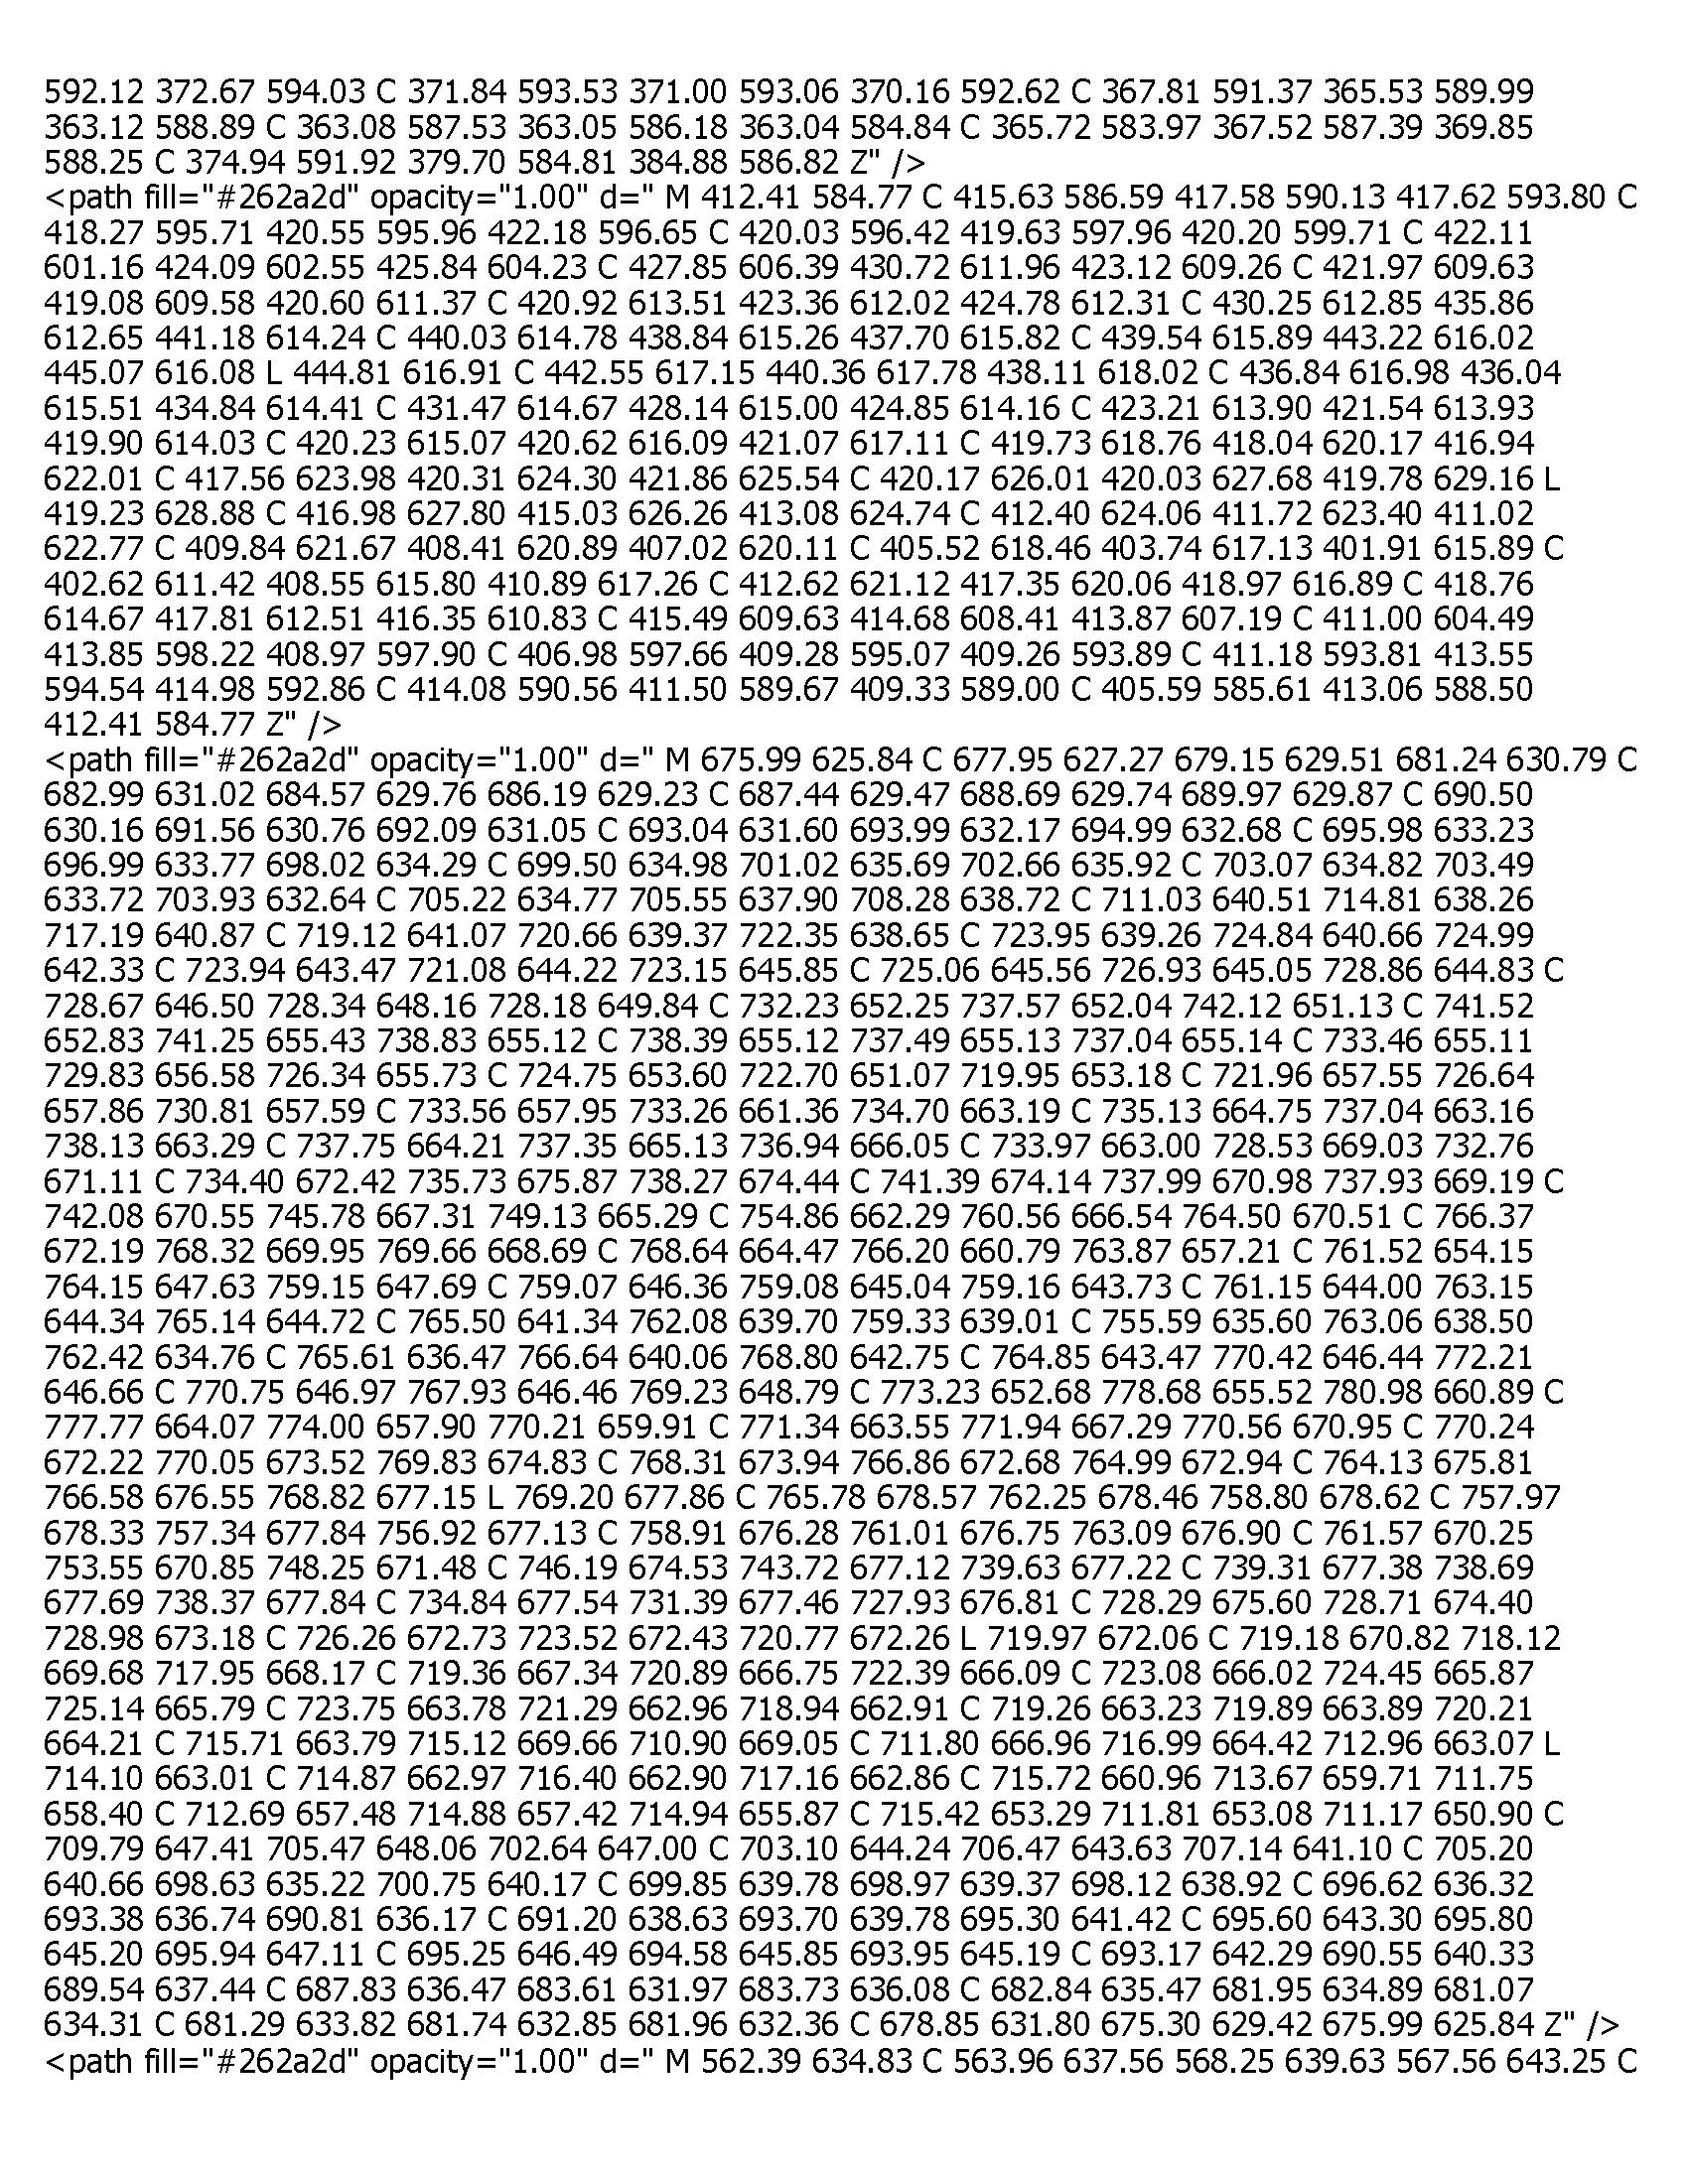 592.12 372.67 594.03 C 371.84 593.53 371.00 593.06 370.16 592.62 C 367.81 591.37 365.53 589.99
363.12 588.89 C 363.08 587.53 363.05 586.18 363.04 584.84 C 365.72 583.97 367.52 587.39 369.85
588.25 C 374.94 591.92 379.70 584.81 384.88 586.82 Z" />
<path fill="#262a2d" opacity="1.00" d=" M 412.41 584.77 C 415.63 586.59 417.58 590.13 417.62 593.80 C
418.27 595.71 420.55 595.96 422.18 596.65 C 420.03 596.42 419.63 597.96 420.20 599.71 C 422.11
601.16 424.09 602.55 425.84 604.23 C 427.85 606.39 430.72 611.96 423.12 609.26 C 421.97 609.63
419.08 609.58 420.60 611.37 C 420.92 613.51 423.36 612.02 424.78 612.31 C 430.25 612.85 435.86
612.65 441.18 614.24 C 440.03 614.78 438.84 615.26 437.70 615.82 C 439.54 615.89 443.22 616.02
445.07 616.08 L 444.81 616.91 C 442.55 617.15 440.36 617.78 438.11 618.02 C 436.84 616.98 436.04
615.51 434.84 614.41 C 431.47 614.67 428.14 615.00 424.85 614.16 C 423.21 613.90 421.54 613.93
419.90 614.03 C 420.23 615.07 420.62 616.09 421.07 617.11 C 419.73 618.76 418.04 620.17 416.94
622.01 C 417.56 623.98 420.31 624.30 421.86 625.54 C 420.17 626.01 420.03 627.68 419.78 629.16 L
419.23 628.88 C 416.98 627.80 415.03 626.26 413.08 624.74 C 412.40 624.06 411.72 623.40 411.02
622.77 C 409.84 621.67 408.41 620.89 407.02 620.11 C 405.52 618.46 403.74 617.13 401.91 615.89 C
402.62 611.42 408.55 615.80 410.89 617.26 C 412.62 621.12 417.35 620.06 418.97 616.89 C 418.76
614.67 417.81 612.51 416.35 610.83 C 415.49 609.63 414.68 608.41 413.87 607.19 C 411.00 604.49
413.85 598.22 408.97 597.90 C 406.98 597.66 409.28 595.07 409.26 593.89 C 411.18 593.81 413.55
594.54 414.98 592.86 C 414.08 590.56 411.50 589.67 409.33 589.00 C 405.59 585.61 413.06 588.50
412.41 584.77 Z" />
<path fill="#262a2d" opacity="1.00" d=" M 675.99 625.84 C 677.95 627.27 679.15 629.51 681.24 630.79 C
682.99 631.02 684.57 629.76 686.19 629.23 C 687.44 629.47 688.69 629.74 689.97 629.87 C 690.50
630.16 691.56 630.76 692.09 631.05 C 693.04 631.60 693.99 632.17 694.99 632.68 C 695.98 633.23
696.99 633.77 698.02 634.29 C 699.50 634.98 701.02 635.69 702.66 635.92 C 703.07 634.82 703.49
633.72 703.93 632.64 C 705.22 634.77 705.55 637.90 708.28 638.72 C 711.03 640.51 714.81 638.26
717.19 640.87 C 719.12 641.07 720.66 639.37 722.35 638.65 C 723.95 639.26 724.84 640.66 724.99
642.33 C 723.94 643.47 721.08 644.22 723.15 645.85 C 725.06 645.56 726.93 645.05 728.86 644.83 C
728.67 646.50 728.34 648.16 728.18 649.84 C 732.23 652.25 737.57 652.04 742.12 651.13 C 741.52
652.83 741.25 655.43 738.83 655.12 C 738.39 655.12 737.49 655.13 737.04 655.14 C 733.46 655.11
729.83 656.58 726.34 655.73 C 724.75 653.60 722.70 651.07 719.95 653.18 C 721.96 657.55 726.64
657.86 730.81 657.59 C 733.56 657.95 733.26 661.36 734.70 663.19 C 735.13 664.75 737.04 663.16
738.13 663.29 C 737.75 664.21 737.35 665.13 736.94 666.05 C 733.97 663.00 728.53 669.03 732.76
671.11 C 734.40 672.42 735.73 675.87 738.27 674.44 C 741.39 674.14 737.99 670.98 737.93 669.19 C
742.08 670.55 745.78 667.31 749.13 665.29 C 754.86 662.29 760.56 666.54 764.50 670.51 C 766.37
672.19 768.32 669.95 769.66 668.69 C 768.64 664.47 766.20 660.79 763.87 657.21 C 761.52 654.15
764.15 647.63 759.15 647.69 C 759.07 646.36 759.08 645.04 759.16 643.73 C 761.15 644.00 763.15
644.34 765.14 644.72 C 765.50 641.34 762.08 639.70 759.33 639.01 C 755.59 635.60 763.06 638.50
762.42 634.76 C 765.61 636.47 766.64 640.06 768.80 642.75 C 764.85 643.47 770.42 646.44 772.21
646.66 C 770.75 646.97 767.93 646.46 769.23 648.79 C 773.23 652.68 778.68 655.52 780.98 660.89 C
777.77 664.07 774.00 657.90 770.21 659.91 C 771.34 663.55 771.94 667.29 770.56 670.95 C 770.24
672.22 770.05 673.52 769.83 674.83 C 768.31 673.94 766.86 672.68 764.99 672.94 C 764.13 675.81
766.58 676.55 768.82 677.15 L 769.20 677.86 C 765.78 678.57 762.25 678.46 758.80 678.62 C 757.97
678.33 757.34 677.84 756.92 677.13 C 758.91 676.28 761.01 676.75 763.09 676.90 C 761.57 670.25
753.55 670.85 748.25 671.48 C 746.19 674.53 743.72 677.12 739.63 677.22 C 739.31 677.38 738.69
677.69 738.37 677.84 C 734.84 677.54 731.39 677.46 727.93 676.81 C 728.29 675.60 728.71 674.40
728.98 673.18 C 726.26 672.73 723.52 672.43 720.77 672.26 L 719.97 672.06 C 719.18 670.82 718.12
669.68 717.95 668.17 C 719.36 667.34 720.89 666.75 722.39 666.09 C 723.08 666.02 724.45 665.87
725.14 665.79 C 723.75 663.78 721.29 662.96 718.94 662.91 C 719.26 663.23 719.89 663.89 720.21
664.21 C 715.71 663.79 715.12 669.66 710.90 669.05 C 711.80 666.96 716.99 664.42 712.96 663.07 L
714.10 663.01 C 714.87 662.97 716.40 662.90 717.16 662.86 C 715.72 660.96 713.67 659.71 711.75
658.40 C 712.69 657.48 714.88 657.42 714.94 655.87 C 715.42 653.29 711.81 653.08 711.17 650.90 C
709.79 647.41 705.47 648.06 702.64 647.00 C 703.10 644.24 706.47 643.63 707.14 641.10 C 705.20
640.66 698.63 635.22 700.75 640.17 C 699.85 639.78 698.97 639.37 698.12 638.92 C 696.62 636.32
693.38 636.74 690.81 636.17 C 691.20 638.63 693.70 639.78 695.30 641.42 C 695.60 643.30 695.80
645.20 695.94 647.11 C 695.25 646.49 694.58 645.85 693.95 645.19 C 693.17 642.29 690.55 640.33
689.54 637.44 C 687.83 636.47 683.61 631.97 683.73 636.08 C 682.84 635.47 681.95 634.89 681.07
634.31 C 681.29 633.82 681.74 632.85 681.96 632.36 C 678.85 631.80 675.30 629.42 675.99 625.84 Z" />
<path fill="#262a2d" opacity="1.00" d=" M 562.39 634.83 C 563.96 637.56 568.25 639.63 567.56 643.25 C